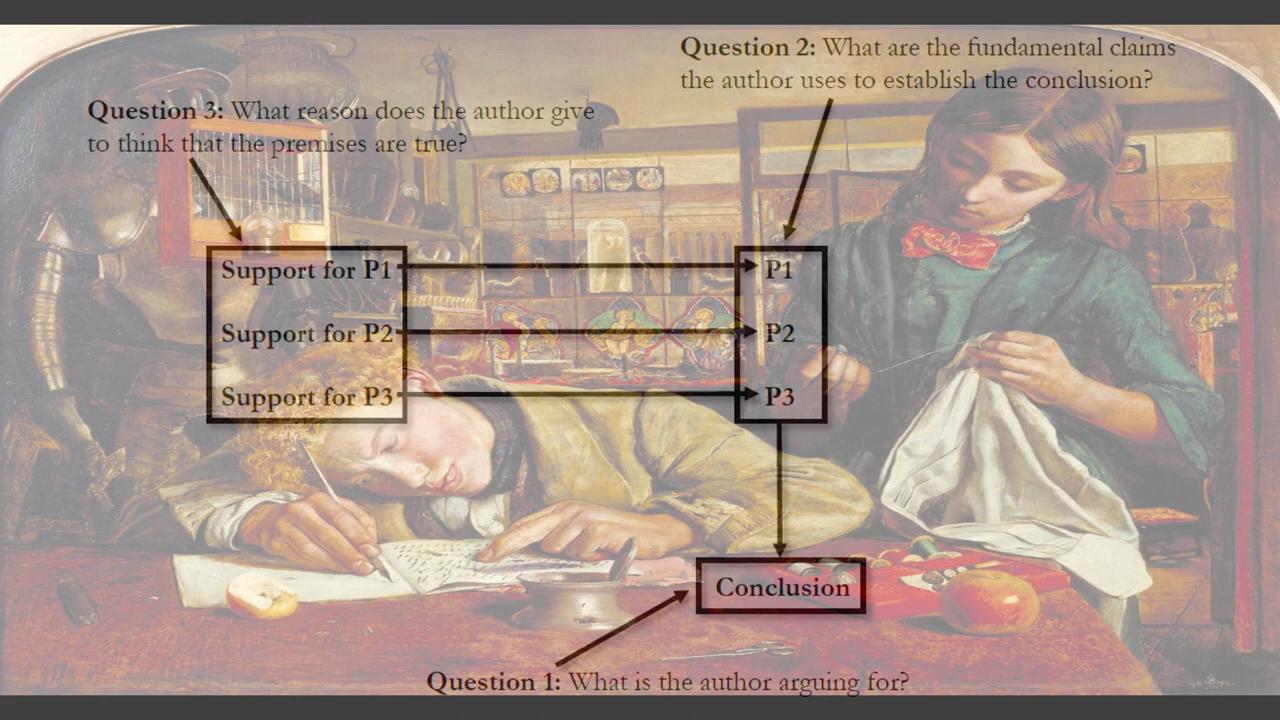 Question 2: What are the fundamental claims
the author uses to establish the conclusion?
Question 3: What reason does the author give
to think that the premises are true?
Support for P1
P1
Support for P2
P2
Support for P3
P3
Conclusion
Question 1: What is the author arguing for?